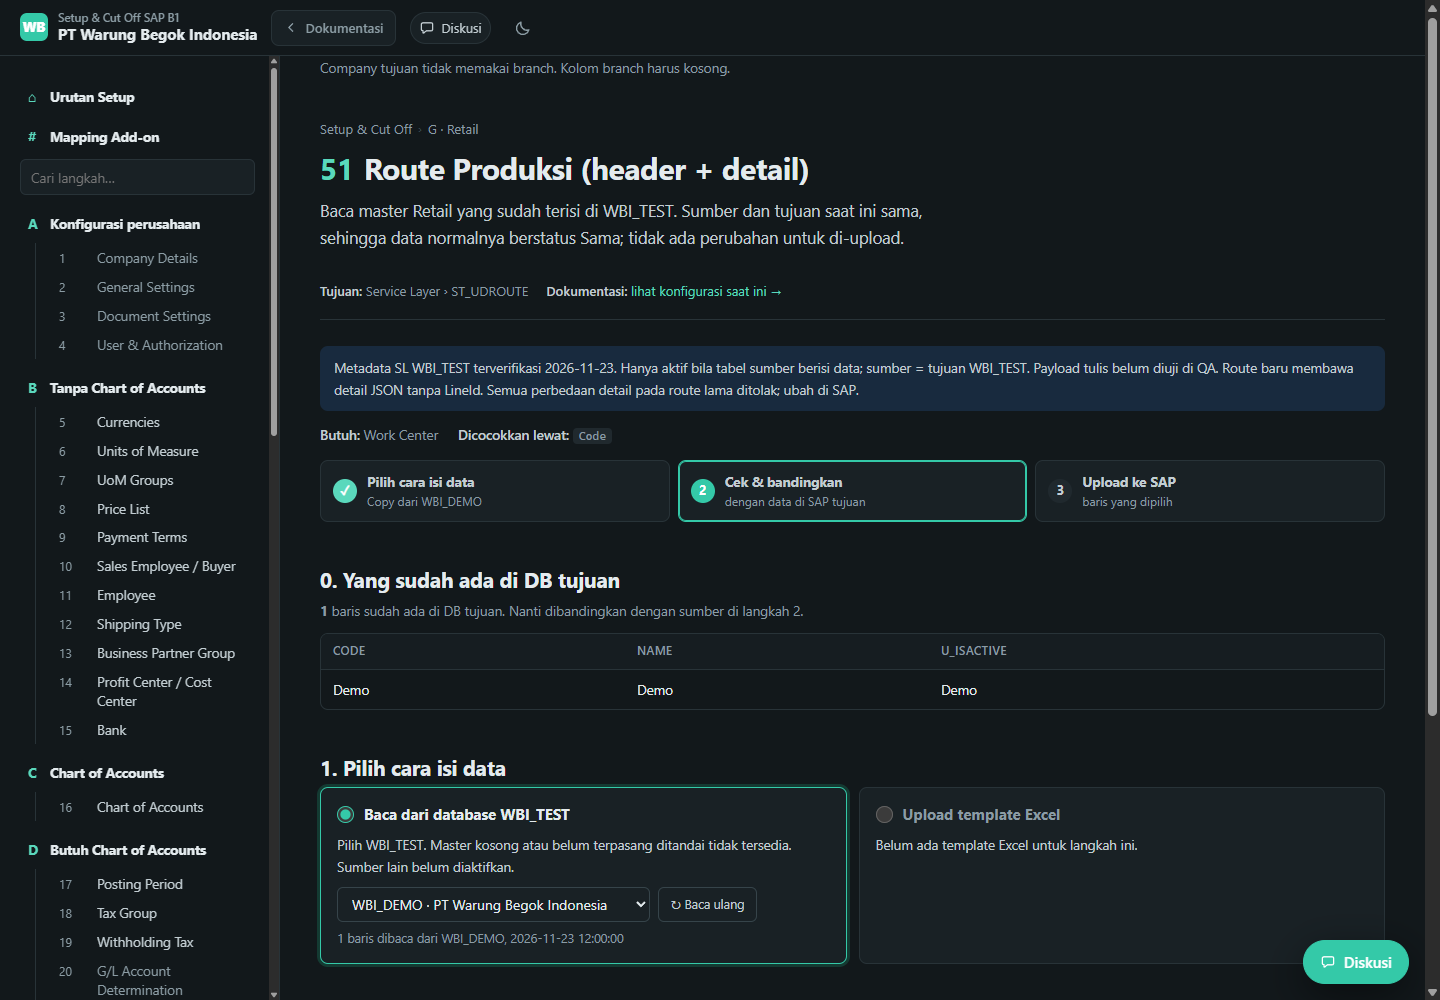 WB
Setup & Cut Off SAP B1
PT Warung Begok Indonesia
Dokumentasi
Diskusi
Urutan Setup
# Mapping Add-on
Cari langkah...
A Konfigurasi perusahaan
1 Company Details
2 General Settings
3 Document Settings
4 User & Authorization
B Tanpa Chart of Accounts
5 Currencies
6 Units of Measure
7 UoM Groups
8 Price List
9 Payment Terms
10 Sales Employee / Buyer
11 Employee
12 Shipping Type
13 Business Partner Group
14 Profit Center / Cost
Center
15 Bank
C Chart of Accounts
16 Chart of Accounts
D Butuh Chart of Accounts
17 Posting Period
18 Tax Group
19 Withholding Tax
20 G/L Account
Determination
Company tujuan tidak memakai branch. Kolom branch harus kosong.
Setup & Cut Off › G · Retail
51 Route Produksi (header + detail)
Baca master Retail yang sudah terisi di WBI_TEST. Sumber dan tujuan saat ini sama,
sehingga data normalnya berstatus Sama; tidak ada perubahan untuk di-upload.
Tujuan: Service Layer › ST_UDROUTE Dokumentasi: lihat konfigurasi saat ini →
Metadata SL WBI_TEST terverifikasi 2026-11-23. Hanya aktif bila tabel sumber berisi data; sumber = tujuan WBI_TEST. Payload tulis belum diuji di QA. Route baru membawa
detail JSON tanpa LineId. Semua perbedaan detail pada route lama ditolak; ubah di SAP.
Butuh: Work Center Dicocokkan lewat: Code
✓ Pilih cara isi data
Copy dari WBI_DEMO
2 Cek & bandingkan
dengan data di SAP tujuan
3 Upload ke SAP
baris yang dipilih
0. Yang sudah ada di DB tujuan
1 baris sudah ada di DB tujuan. Nanti dibandingkan dengan sumber di langkah 2.
CODE NAME U_ISACTIVE
Demo Demo Demo
1. Pilih cara isi data
Baca dari database WBI_TEST
Pilih WBI_TEST. Master kosong atau belum terpasang ditandai tidak tersedia.
Sumber lain belum diaktifkan.
WBI_DEMO · PT Warung Begok Indonesia
↻ Baca ulang
1 baris dibaca dari WBI_DEMO, 2026-11-23 12:00:00
Upload template Excel
Belum ada template Excel untuk langkah ini.
Diskusi